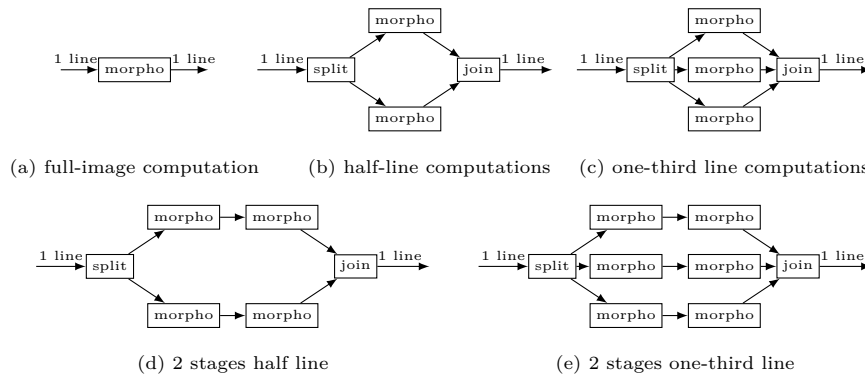 morpho
1 line 1 line 1 line 1 line 1 line 1 line
morpho split join split morpho join
morpho
morpho
morpho
(a) full-image computation (b) half-line computations (c) one-third line computations
morpho morpho
1 line split join 1 line
morpho morpho
(d) 2 stages half line
morpho morpho
1 line split morpho morpho join 1 line
morpho morpho
(e) 2 stages one-third line